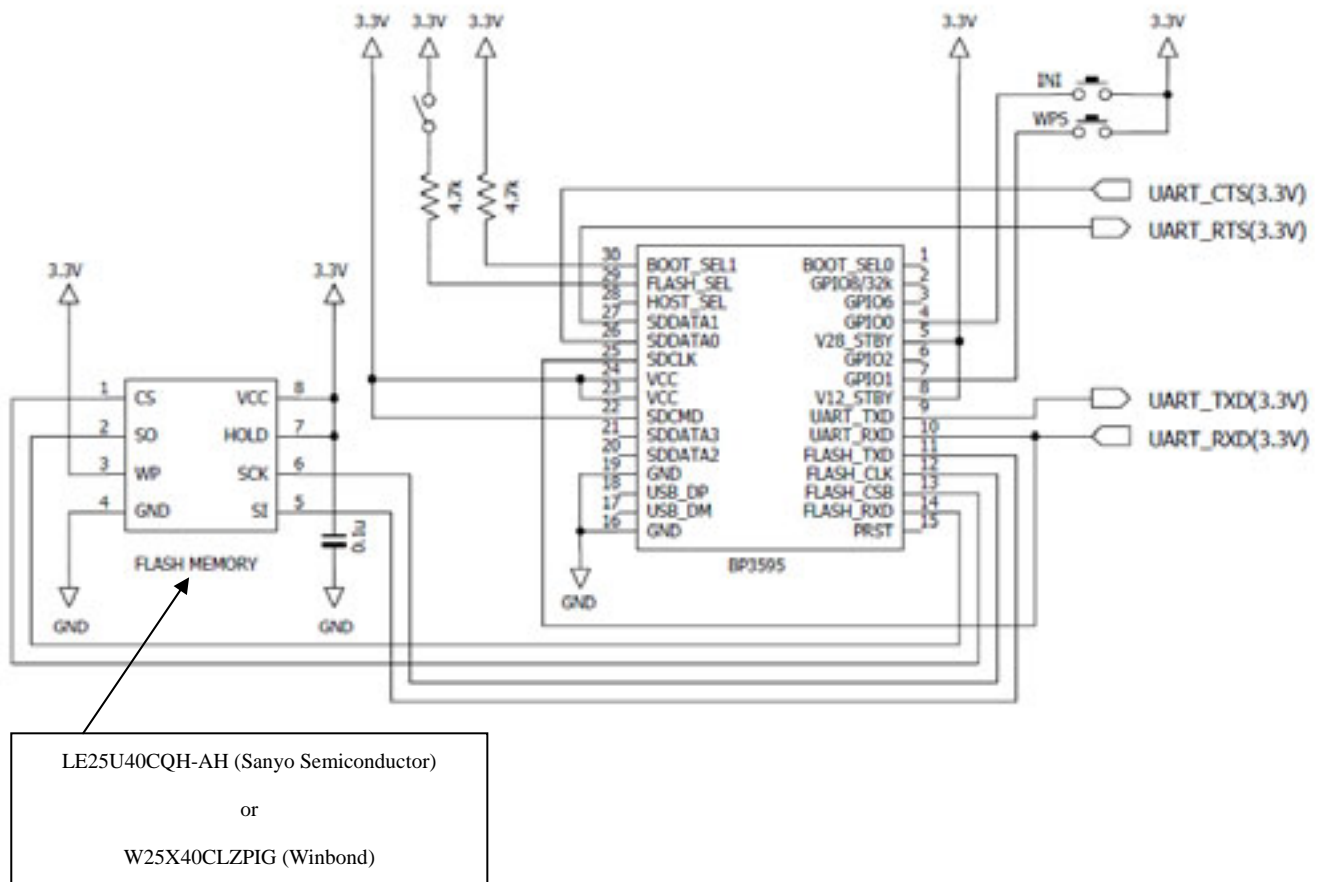 3.3V 3.3V 3.3V 3.3V 3.3V
INI
WPS
4.7k 4.7k
UART_CTS(3.3V)
UART_RTS(3.3V)
3.3V 3.3V
30 BOOT_SEL1 BOOT_SEL0 1
29 FLASH_SEL GPIO8/32k 2
28 HOST_SEL GPIO6 3
27 SDDATA1 GPIO0 4
26 SDDATA0 V28_STBY 5
25 SDCLK GPIO2 6
24 VCC GPIO1 7
23 VCC V12_STBY 8
22 SDCMD UART_TXD 9
21 SDDATA3 UART_RXD 10
20 SDDATA2 FLASH_TXD 11
19 GND FLASH_CLK 12
18 USB_DP FLASH_CSB 13
17 USB_DM FLASH_RXD 14
16 GND PRST 15
BP3595
UART_TXD(3.3V)
UART_RXD(3.3V)
1 CS VCC 8
2 SO HOLD 7
3 WP SCK 6
4 GND SI 5
0.1u
FLASH MEMORY
GND GND GND
LE25U40CQH-AH (Sanyo Semiconductor)
or
W25X40CLZPIG (Winbond)